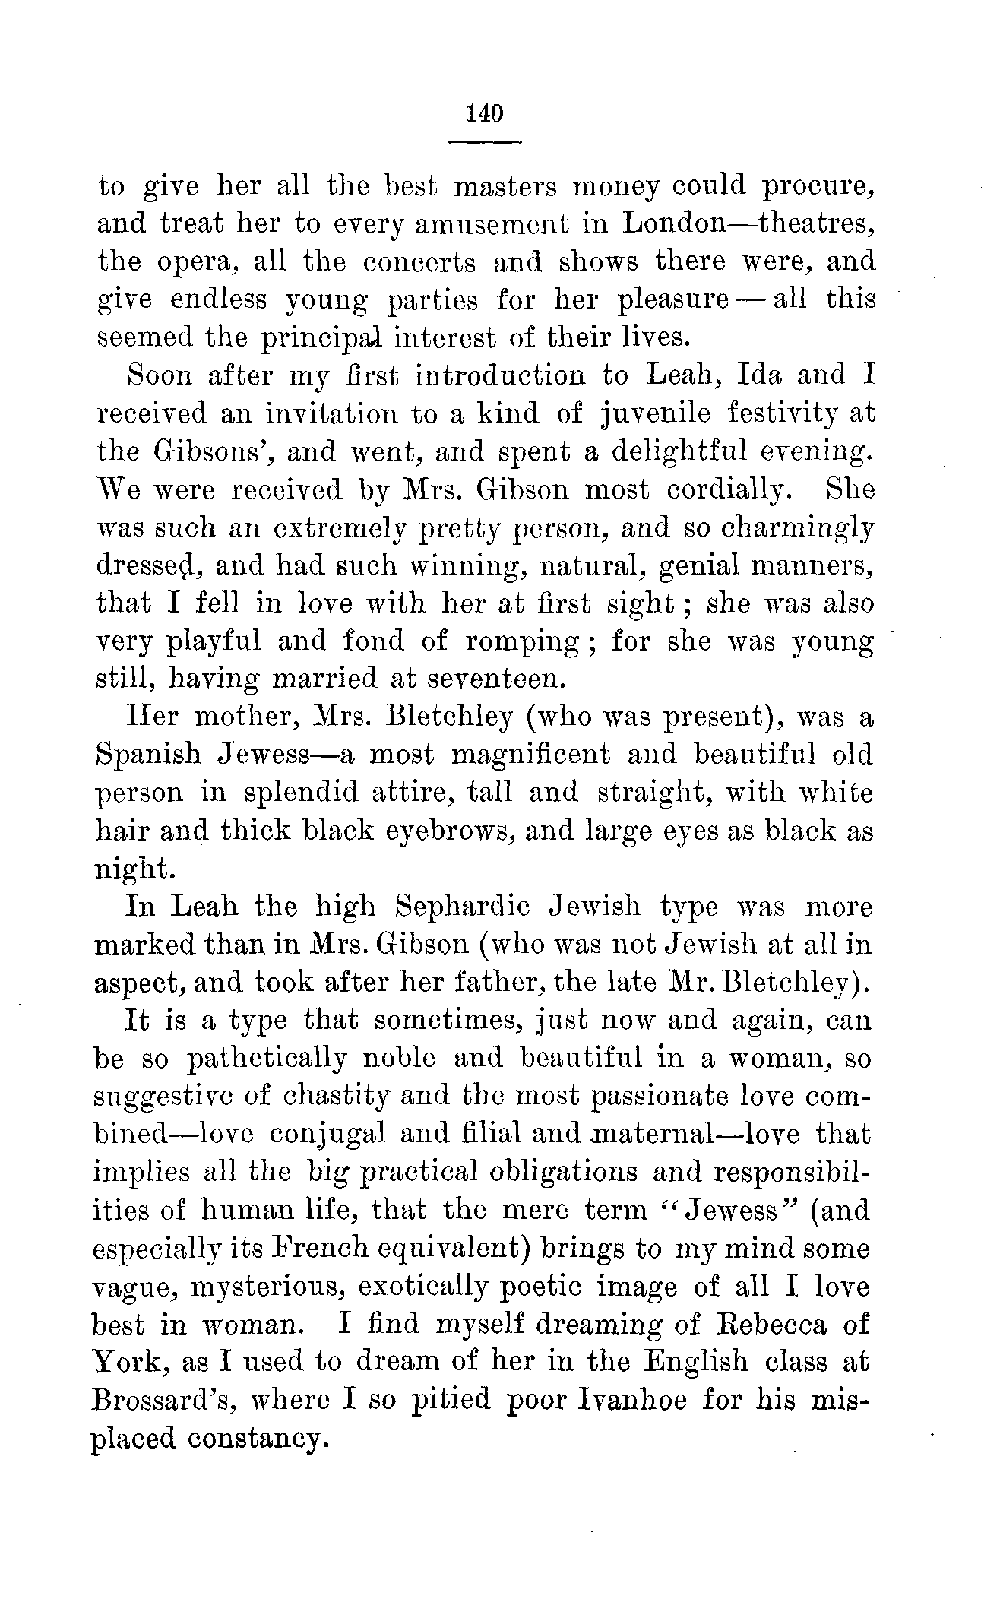 140
to give her all the best masters money could procure,
and treat her to every amusement in London—theatres,
the opera, all the concerts and shows there were, and
give endless young parties for her pleasure — all this
seemed the principal interest of their lives.
Soon after my first introduction to Leah, Ida and I
received an invitation to a kind of juvenile festivity at
the Gibsons’, and went, and spent a delightful evening.
We were received by Mrs. Gibson most cordially. She
was such an extremely pretty person, and so charmingly
dressed, and had such winning, natural, genial manners,
that I fell in love with her at first sight ; she was also
very playful and fond of romping ; for she was young
still, having married at seventeen.
Her mother, Mrs. Bletchley (who was present), was a
Spanish Jewess—a most magnificent and beautiful old
person in splendid attire, tall and straight, with white
hair and thick black eyebrows, and large eyes as black as
night.
In Leah the high Sephardic Jewish type was more
marked than in Mrs. Gibson (who was not Jewish at all in
aspect, and took after her father, the late Mr. Bletchley).
It is a type that sometimes, just now and again, can
be so pathetically noble and beautiful in a woman, so
suggestive of chastity and the most passionate love com-
bined—love conjugal and filial and maternal—love that
implies all the big practical obligations and responsibil-
ities of human life, that the mere term “Jewess” (and
especially its French equivalent) brings to my mind some
vague, mysterious, exotically poetic image of all I love
best in woman. I find myself dreaming of Rebecca of
York, as I used to dream of her in the English class at
Brossard’s, where I so pitied poor Ivanhoe for his mis-
placed constancy.